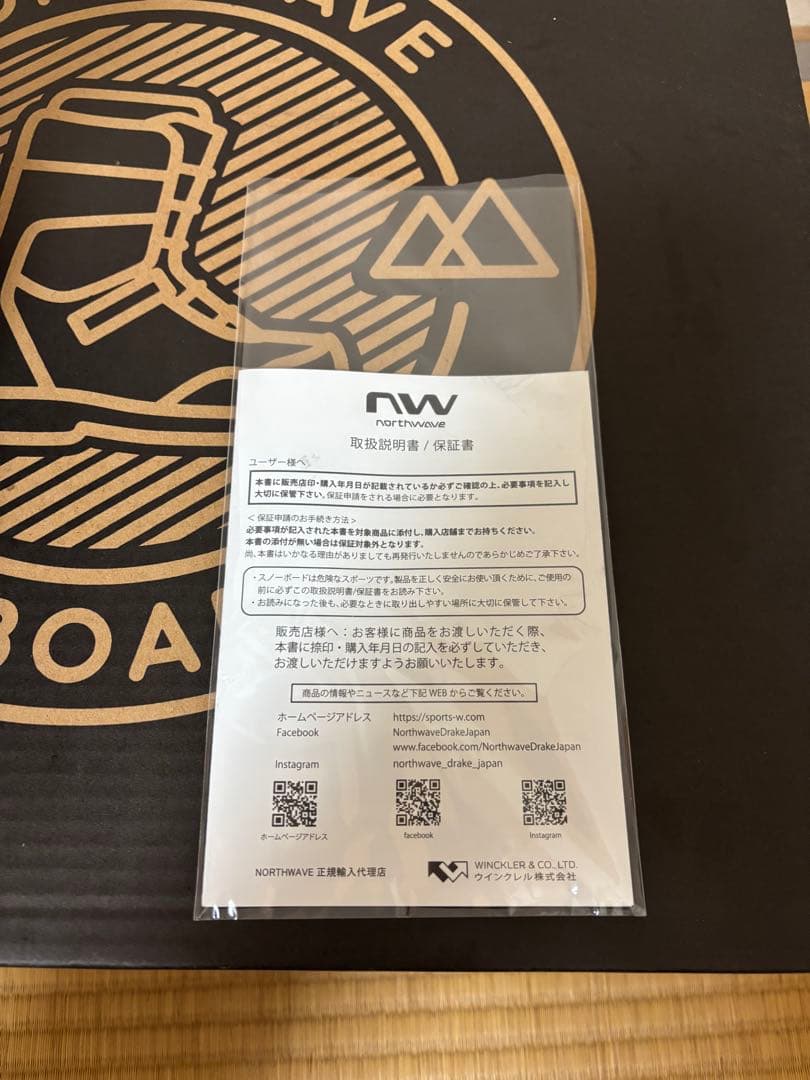 AVE
BOA
nw
northwave
取扱説明書 / 保証書
ユーザー様へ
本書に販売店印・購入年月日が記載されているか必ずご確認の上、必要事項を記入し
大切に保管下さい。保証申請をされる場合に必要となります。
＜保証申請のお手続き方法＞
必要事項が記入された本書を対象商品に添付し、購入店舗までお持ちください。
本書の添付が無い場合は保証対象外となります。
尚、本書はいかなる理由がありましても再発行いたしませんのであらかじめご了承下さい。
・スノーボードは危険なスポーツです。製品を正しく安全にお使い頂くために、ご使用の
前に必ずこの取扱説明書/保証書をお読み下さい。
・お読みになった後も、必要なときに取り出しやすい場所に大切に保管して下さい。
販売店様へ：お客様に商品をお渡しいただく際、
本書に捺印・購入年月日の記入を必ずしていただき、
お渡しいただけますようお願いいたします。
商品の情報やニュースなど下記 WEB からご覧ください。
ホームページアドレス https://sports-w.com
Facebook NorthwaveDrakeJapan
www.facebook.com/NorthwaveDrakeJapan
Instagram northwave_drake_japan
ホームページアドレス facebook Instagram
NORTHWAVE 正規輸入代理店 WINCKLER & CO., LTD.
ウインクレル株式会社